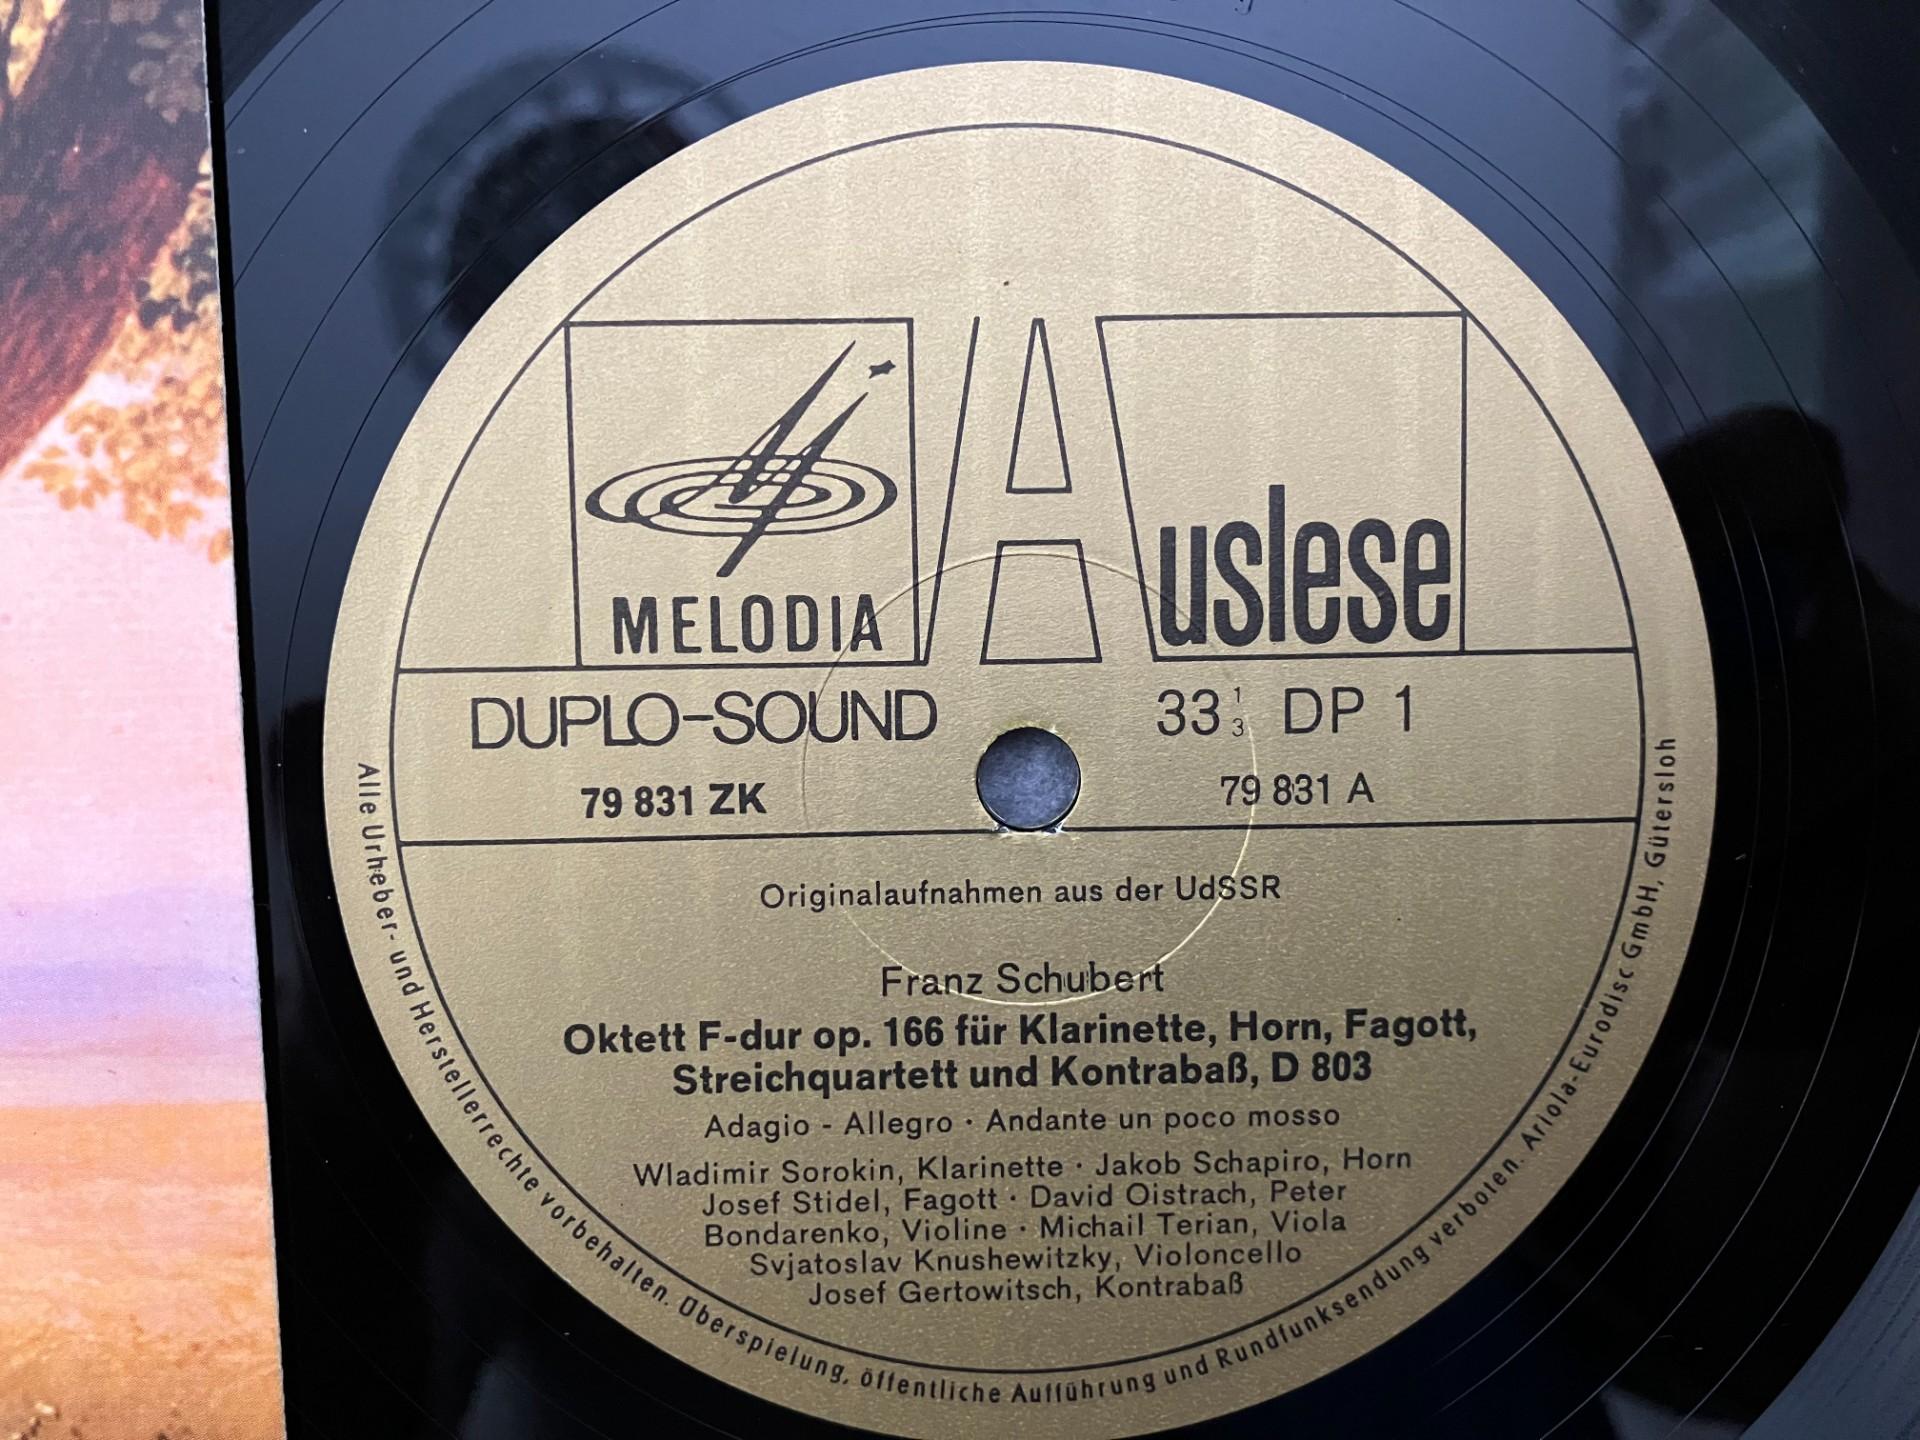 MELODIA
Auslese
DUPLO-SOUND
33 1/3 DP 1
79 831 ZK
79 831 A
Originalaufnahmen aus der UdSSR
Franz Schubert
Oktett F-dur op. 166 für Klarinette, Horn, Fagott,
Streichquartett und Kontrabaß, D 803
Adagio - Allegro · Andante un poco mosso
Wladimir Sorokin, Klarinette · Jakob Schapiro, Horn
Josef Stidel, Fagott · David Oistrach, Peter
Bondarenko, Violine · Michail Terian, Viola
Svjatoslav Knushewitzky, Violoncello
Josef Gertowitsch, Kontrabaß
Alle Urheber- und Herstellerrechte vorbehalten. Überspielung, öffentliche Aufführung und Rundfunksendung verboten. Ariola-Eurodisc GmbH, Gütersloh